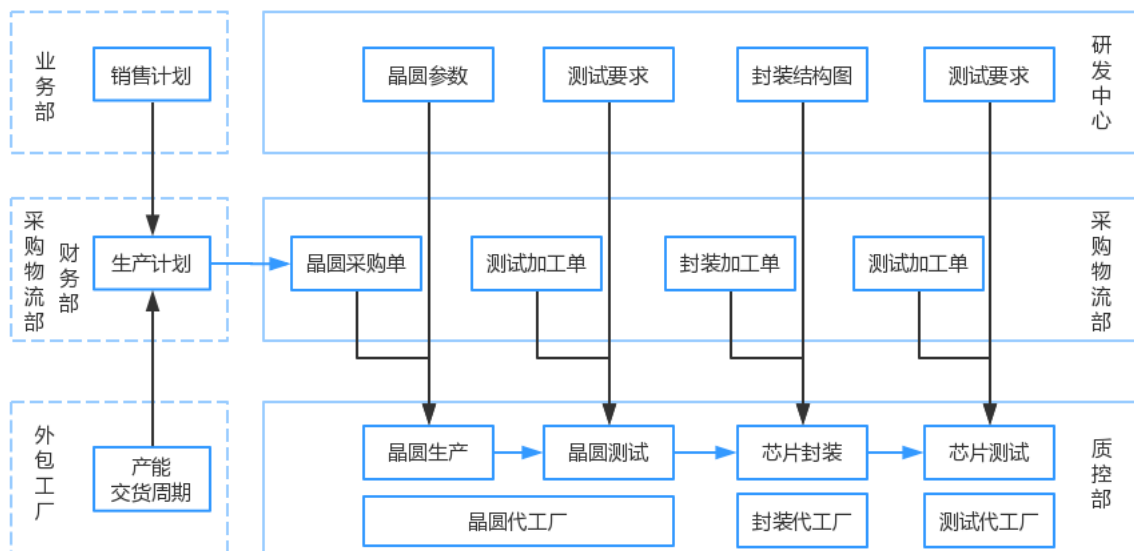 业务部
销售计划
晶圆参数
测试要求
封装结构图
测试要求
研发中心
采购物流部
财务部
生产计划
晶圆采购单
测试加工单
封装加工单
测试加工单
采购物流部
外包工厂
产能
交货周期
晶圆生产
晶圆测试
芯片封装
芯片测试
质控部
晶圆代工厂
封装代工厂
测试代工厂